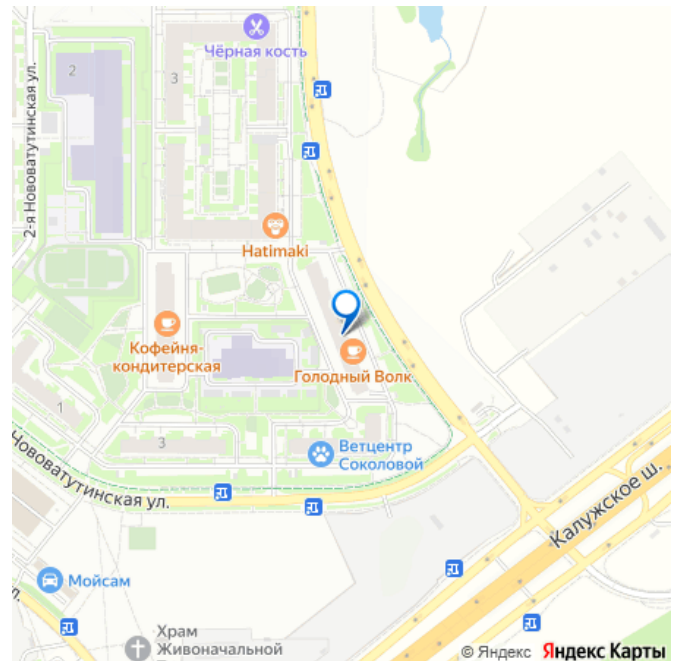 Чёрная кость
3
2
2-я Нововатутинская ул.
Hatimaki
Кофейня-
кондитерская
Голодный Волк
1
3
Ветцентр
Соколовой
Нововатутинская ул.
Калужское ш.
Мойсам
л.
Храм
Живоначальной
© Яндекс Яндекс Карты